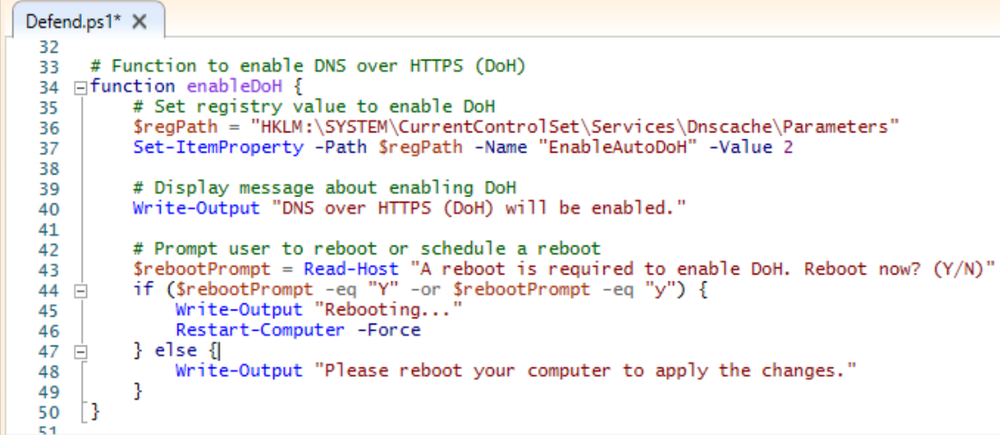 Defend.ps1* X
32
33 # Function to enable DNS over HTTPS (DoH)
34 function enableDoH {
35     # Set registry value to enable DoH
36     $regPath = "HKLM:\SYSTEM\CurrentControlSet\Services\Dnscache\Parameters"
37     Set-ItemProperty -Path $regPath -Name "EnableAutoDoH" -Value 2
38
39     # Display message about enabling DoH
40     Write-Output "DNS over HTTPS (DoH) will be enabled."
41
42     # Prompt user to reboot or schedule a reboot
43     $rebootPrompt = Read-Host "A reboot is required to enable DoH. Reboot now? (Y/N)"
44     if ($rebootPrompt -eq "Y" -or $rebootPrompt -eq "y") {
45         Write-Output "Rebooting..."
46         Restart-Computer -Force
47     } else {
48         Write-Output "Please reboot your computer to apply the changes."
49     }
50 }
51